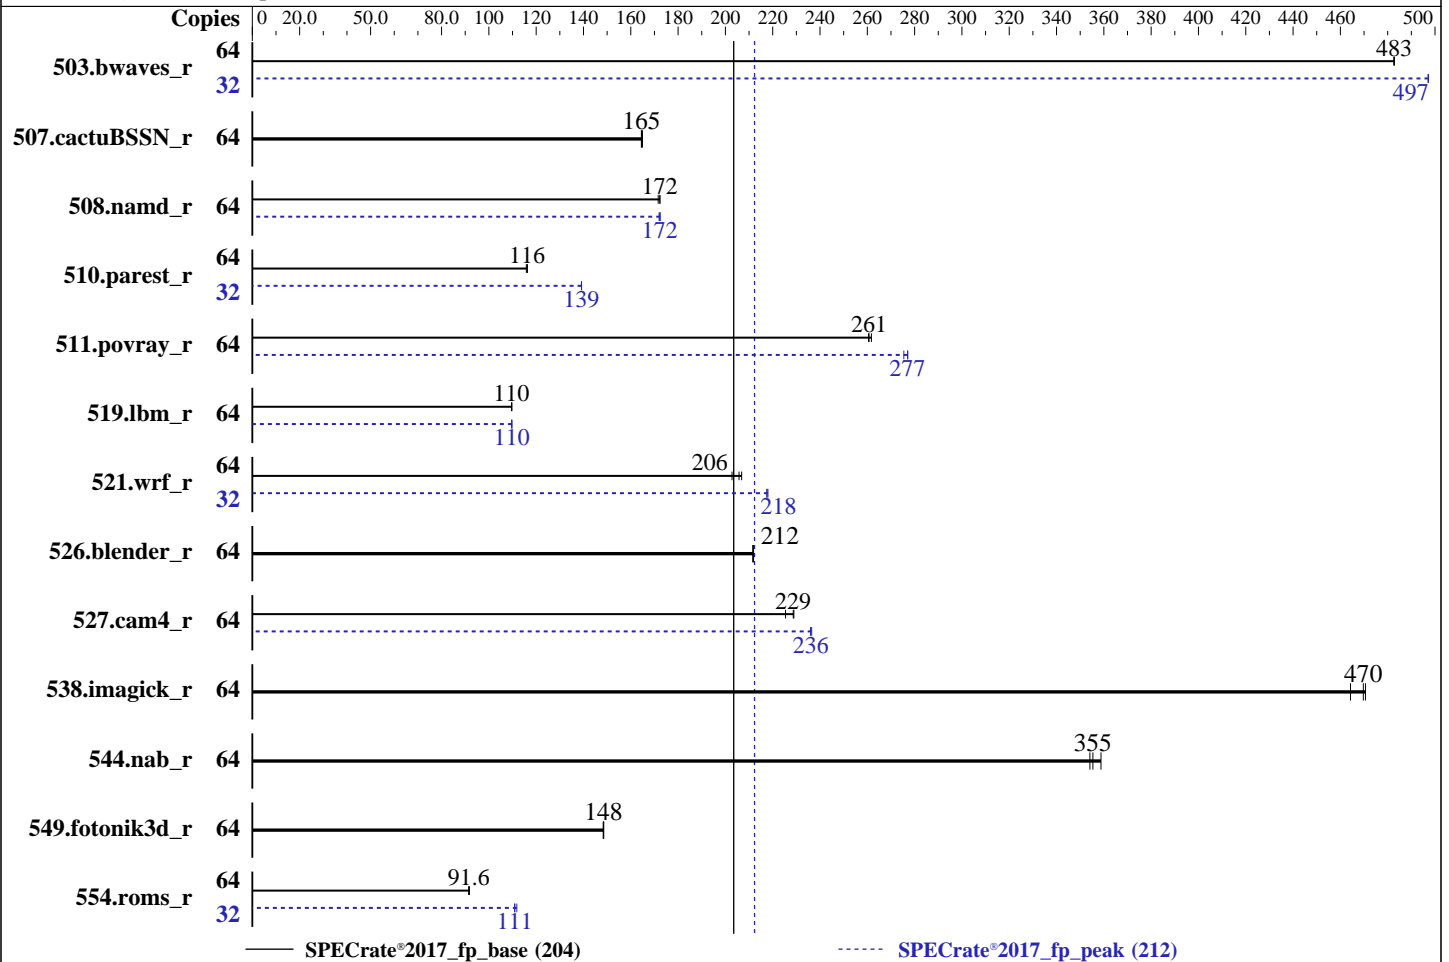 Copies 0 20.0 50.0 80.0 100 120 140 160 180 200 220 240 260 280 300 320 340 360 380 400 420 440 460 500
503.bwaves_r 64 483
32 497
507.cactuBSSN_r 64 165
508.namd_r 64 172
172
510.parest_r 64 116
32 139
511.povray_r 64 261
277
519.lbm_r 64 110
110
521.wrf_r 64 206
32 218
526.blender_r 64 212
527.cam4_r 64 229
236
538.imagick_r 64 470
544.nab_r 64 355
549.fotonik3d_r 64 148
554.roms_r 64 91.6
32 111
SPECrate®2017_fp_base (204) SPECrate®2017_fp_peak (212)